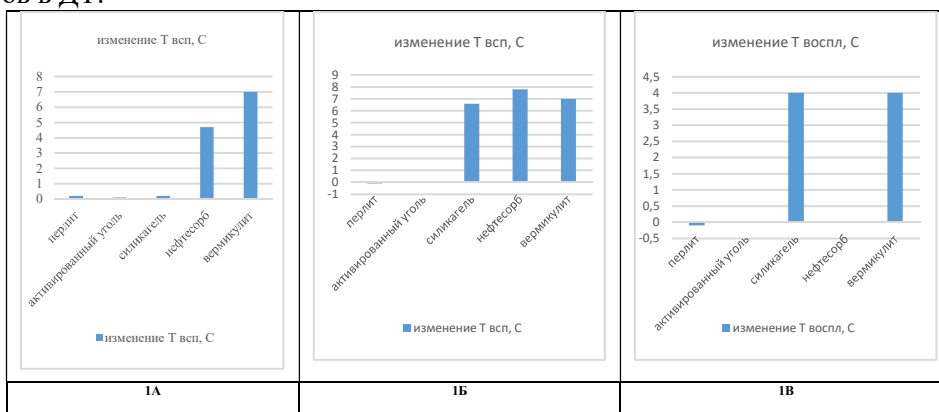 изменение Т всп, С
8
7
6
5
4
3
2
1
0
перлит
активированный уголь
силикагель
нефтесорб
вермикулит
изменение Т всп, С
изменение Т всп, С
9
8
7
6
5
4
3
2
1
0
-1
перлит
активированный уголь
силикагель
нефтесорб
вермикулит
изменение Т всп, С
изменение Т воспл, С
4,5
4
3,5
3
2,5
2
1,5
1
0,5
0
-0,5
перлит
активированный уголь
силикагель
нефтесорб
вермикулит
изменение Т воспл, С
1А
1Б
1В